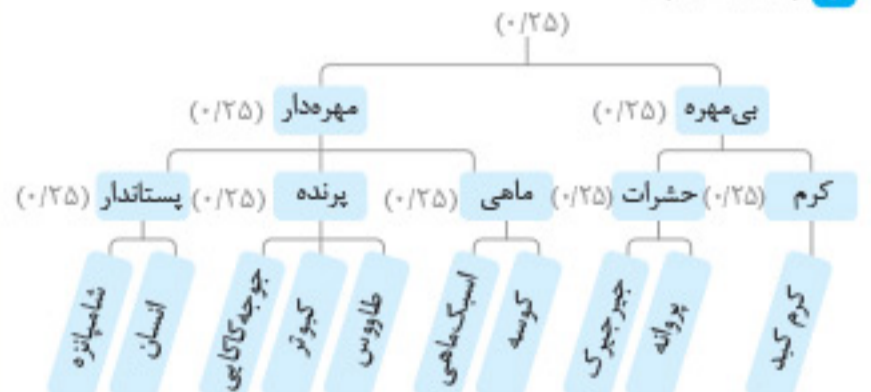 (۰/۲۵)
بی‌مهره (۰/۲۵) مهره‌دار (۰/۲۵)
کرم (۰/۲۵) حشرات (۰/۲۵) ماهی (۰/۲۵) پرنده (۰/۲۵) پستاندار (۰/۲۵)
کرم کبد
پروانه
جیرجیرک
کوسه
اسبک‌ماهی
طاووس
کبوتر
جوجه‌کاکایی
انسان
شامپانزه